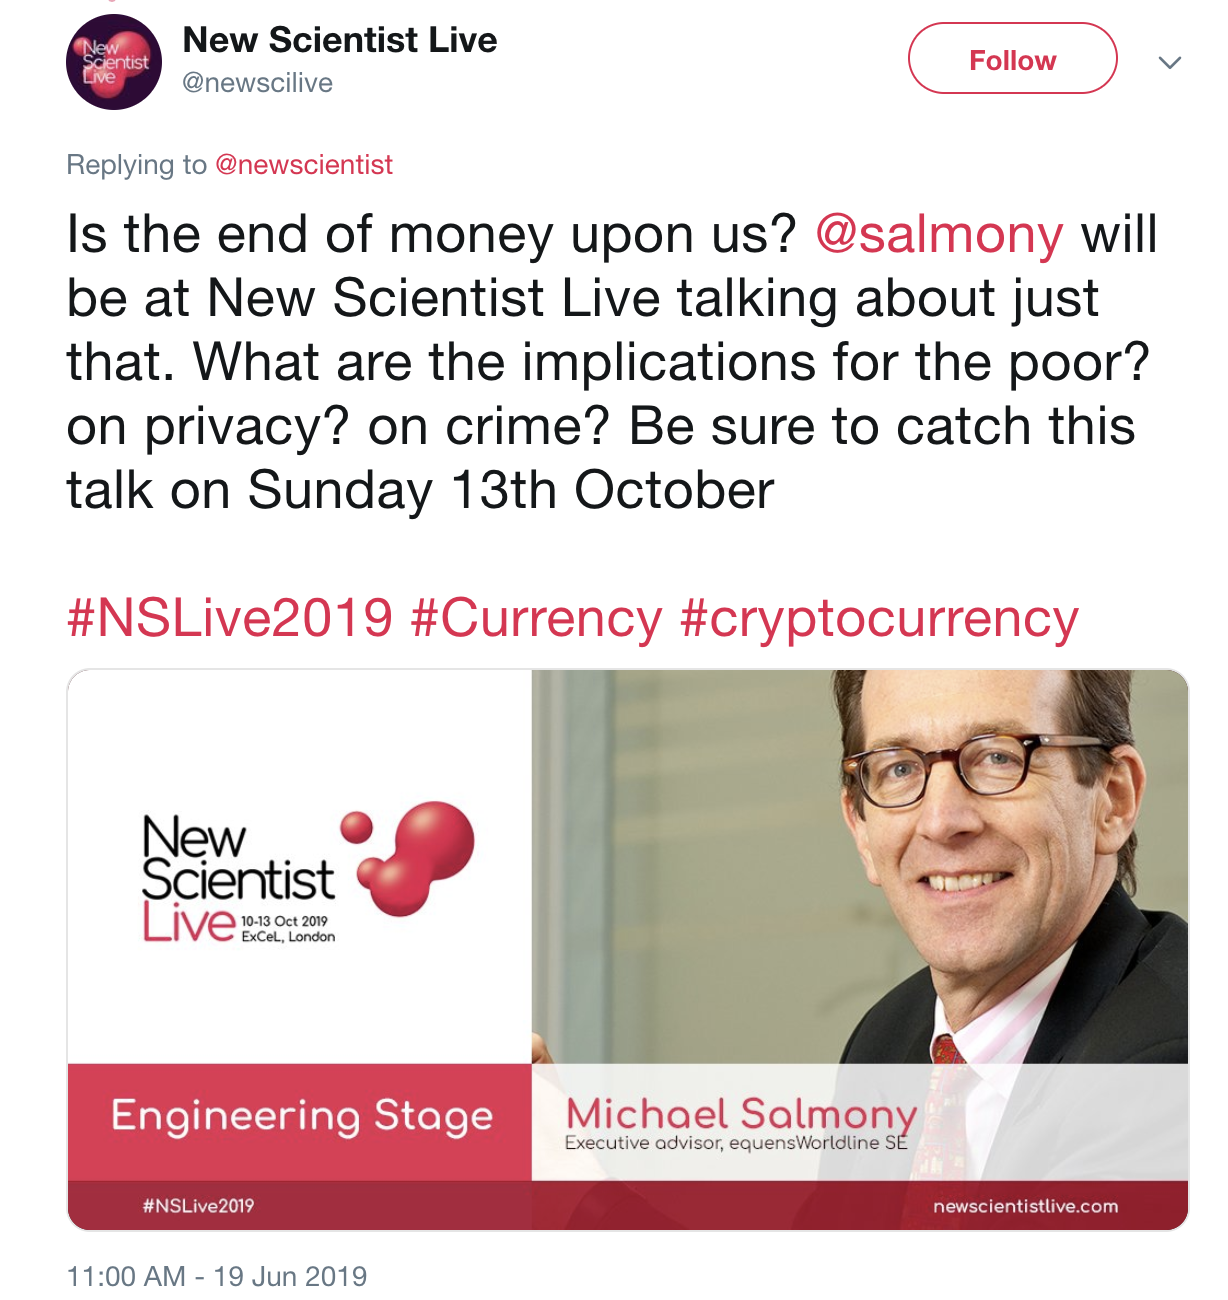 New Scientist Live
@newscilive
Follow
New
Scientist
Live
Replying to @newscientist
Is the end of money upon us? @salmony will
be at New Scientist Live talking about just
that. What are the implications for the poor?
on privacy? on crime? Be sure to catch this
talk on Sunday 13th October
#NSLive2019 #Currency #cryptocurrency
New
Scientist
Live 10-13 Oct 2019
ExCeL, London
Engineering Stage
Michael Salmony
Executive advisor, equensWorldline SE
#NSLive2019
newscientistlive.com
11:00 AM - 19 Jun 2019